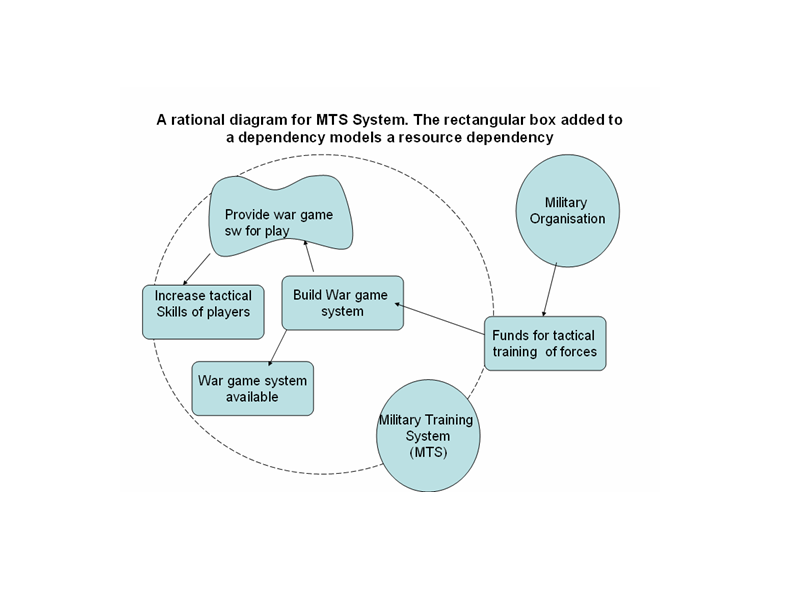 A rational diagram for MTS System. The rectangular box added to
a dependency models a resource dependency
Military
Organisation
Provide war game
sw for play
Increase tactical
Skills of players
Build War game
system
Funds for tactical
training of forces
War game system
available
Military Training
System
(MTS)